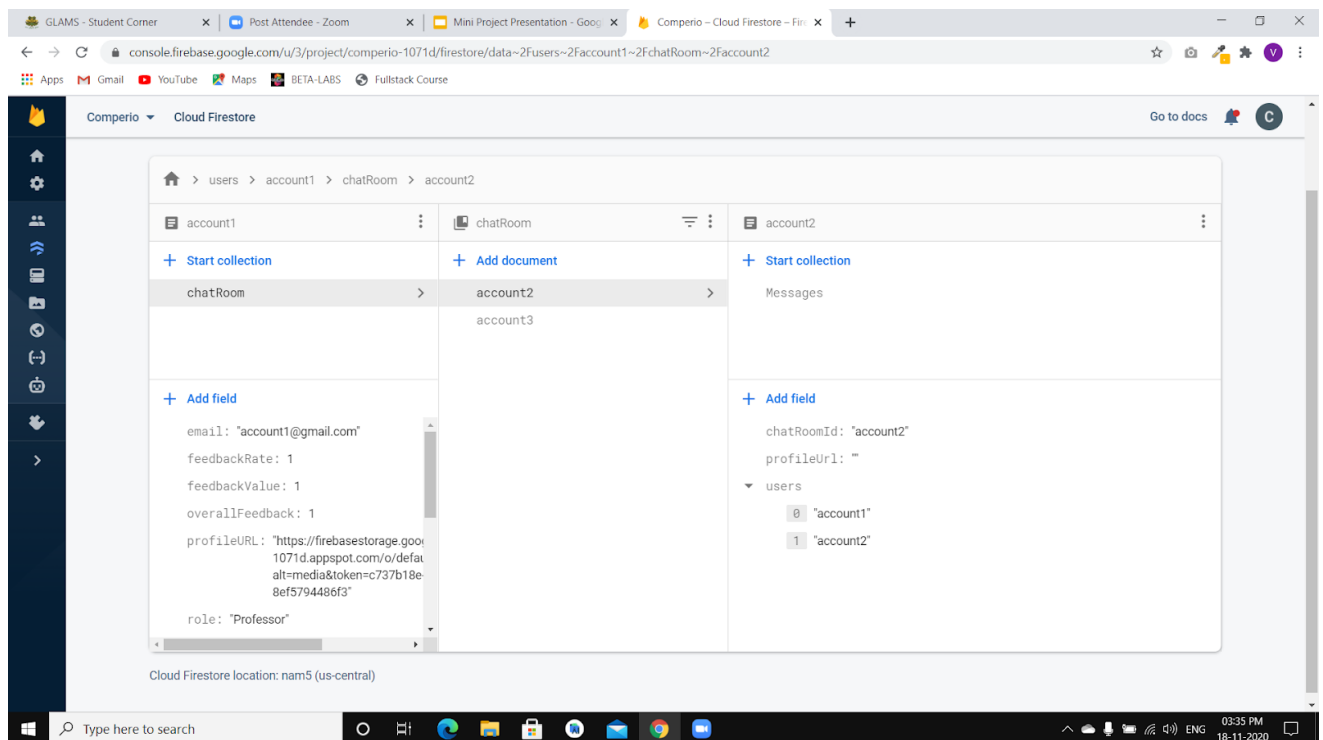 GLAMS - Student Corner
Post Attendee - Zoom
Mini Project Presentation - Goog
Comperio – Cloud Firestore – Fire
console.firebase.google.com/u/3/project/comperio-1071d/firestore/data~2Fusers~2Faccount1~2FchatRoom~2Faccount2
V
Apps
Gmail
YouTube
Maps
BETA-LABS
Fullstack Course
Comperio
Cloud Firestore
Go to docs
C
users > account1 > chatRoom > account2
account1
chatRoom
account2
+ Start collection
+ Add document
+ Start collection
chatRoom
account2
Messages
account3
+ Add field
+ Add field
email: "account1@gmail.com"
chatRoomId: "account2"
feedbackRate: 1
profileUrl: ""
feedbackValue: 1
users
overallFeedback: 1
0 "account1"
profileURL: "https://firebasestorage.goog
1 "account2"
1071d.appspot.com/o/defau
alt=media&token=c737b18e-
8ef5794486f3"
role: "Professor"
Cloud Firestore location: nam5 (us-central)
Type here to search
ENG
03:35 PM
18-11-2020